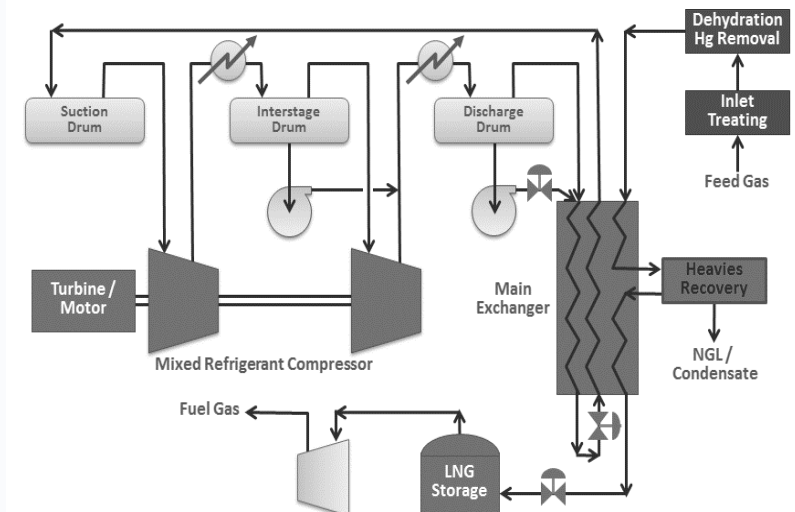 Dehydration
Hg Removal
Suction
Drum
Interstage
Drum
Discharge
Drum
Inlet
Treating
Feed Gas
Turbine /
Motor
Main
Exchanger
Heavies
Recovery
Mixed Refrigerant Compressor
NGL /
Condensate
Fuel Gas
LNG
Storage